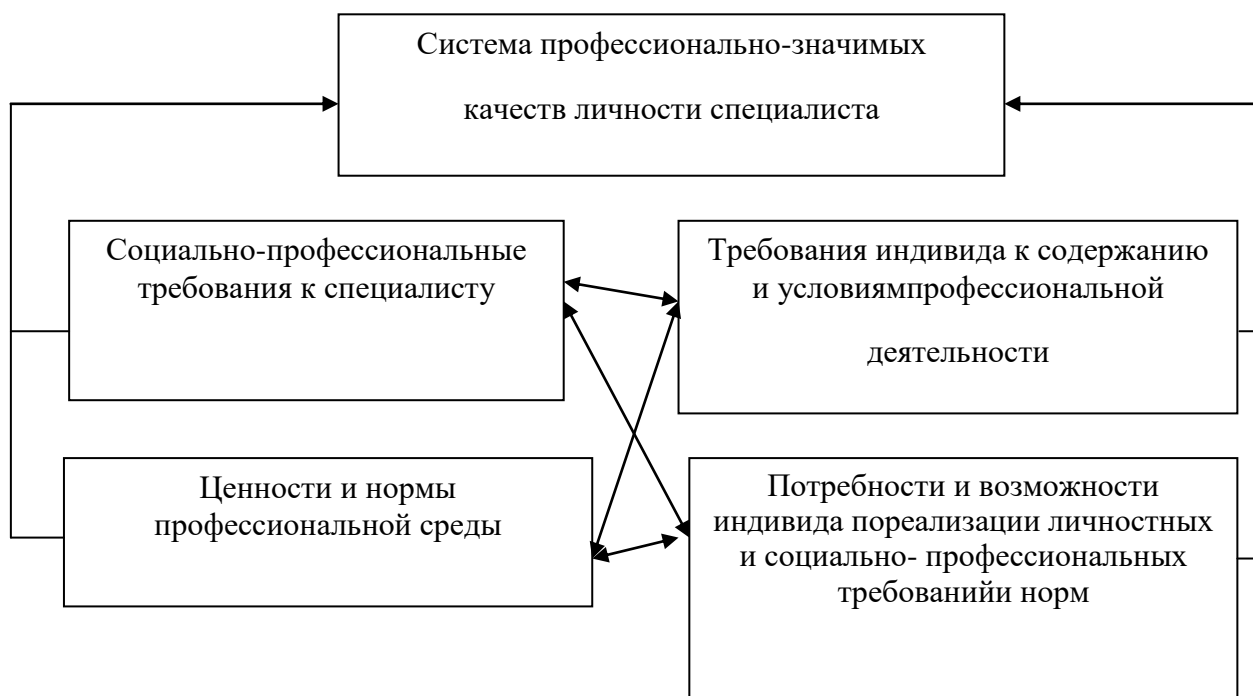 Система профессионально-значимых
качеств личности специалиста
Социально-профессиональные
требования к специалисту
Требования индивида к содержанию
и условиямпрофессиональной
деятельности
Ценности и нормы
профессиональной среды
Потребности и возможности
индивида пореализации личностных
и социально- профессиональных
требованийи норм